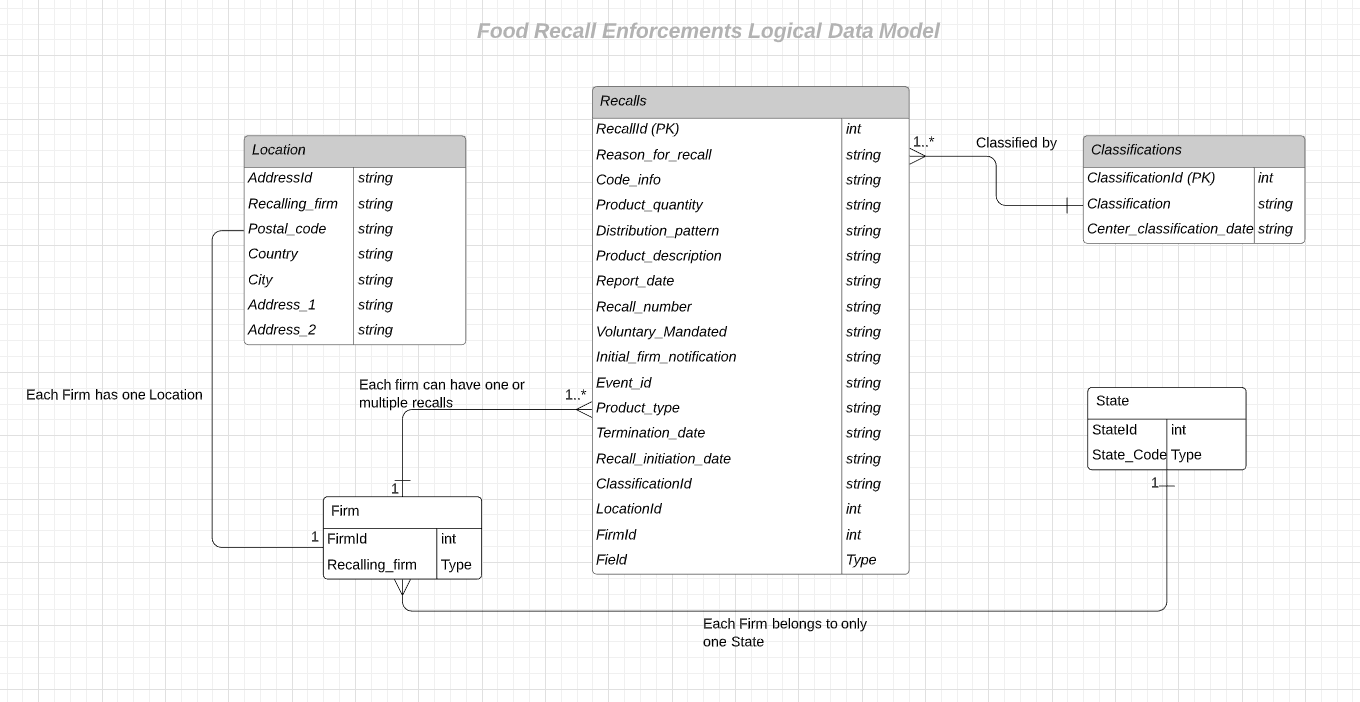 Food Recall Enforcements Logical Data Model
Location
AddressId string
Recalling_firm string
Postal_code string
Country string
City string
Address_1 string
Address_2 string
Recalls
RecallId (PK) int
Reason_for_recall string
Code_info string
Product_quantity string
Distribution_pattern string
Product_description string
Report_date string
Recall_number string
Voluntary_Mandated string
Initial_firm_notification string
Event_id string
Product_type string
Termination_date string
Recall_initiation_date string
ClassificationId string
LocationId int
FirmId int
Field Type
1..*
Classified by
Classifications
ClassificationId (PK) int
Classification string
Center_classification_date string
Each Firm has one Location
Each firm can have one or
multiple recalls
1..*
1
1
Firm
FirmId int
Recalling_firm Type
State
StateId int
State_Code Type
1
Each Firm belongs to only
one State